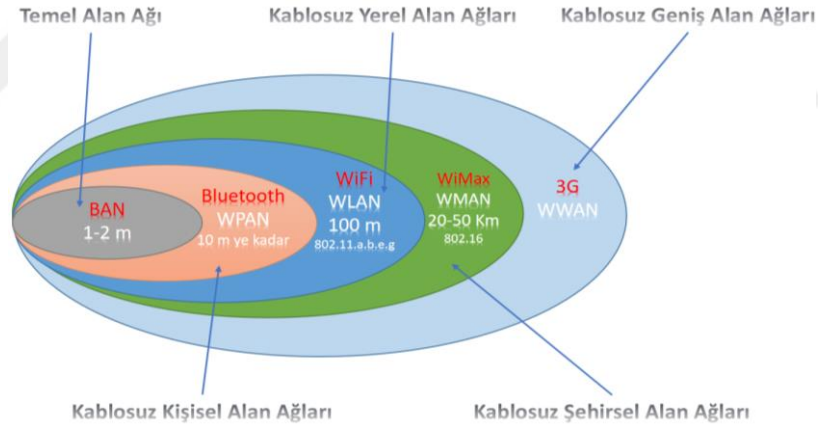 Temel Alan Ağı
Kablosuz Yerel Alan Ağları
Kablosuz Geniş Alan Ağları
BAN
1-2 m
Bluetooth
WPAN
10 m ye kadar
WiFi
WLAN
100 m
802.11.a.b.e.g
WiMax
WMAN
20-50 Km
802.16
3G
WWAN
Kablosuz Kişisel Alan Ağları
Kablosuz Şehirsel Alan Ağları